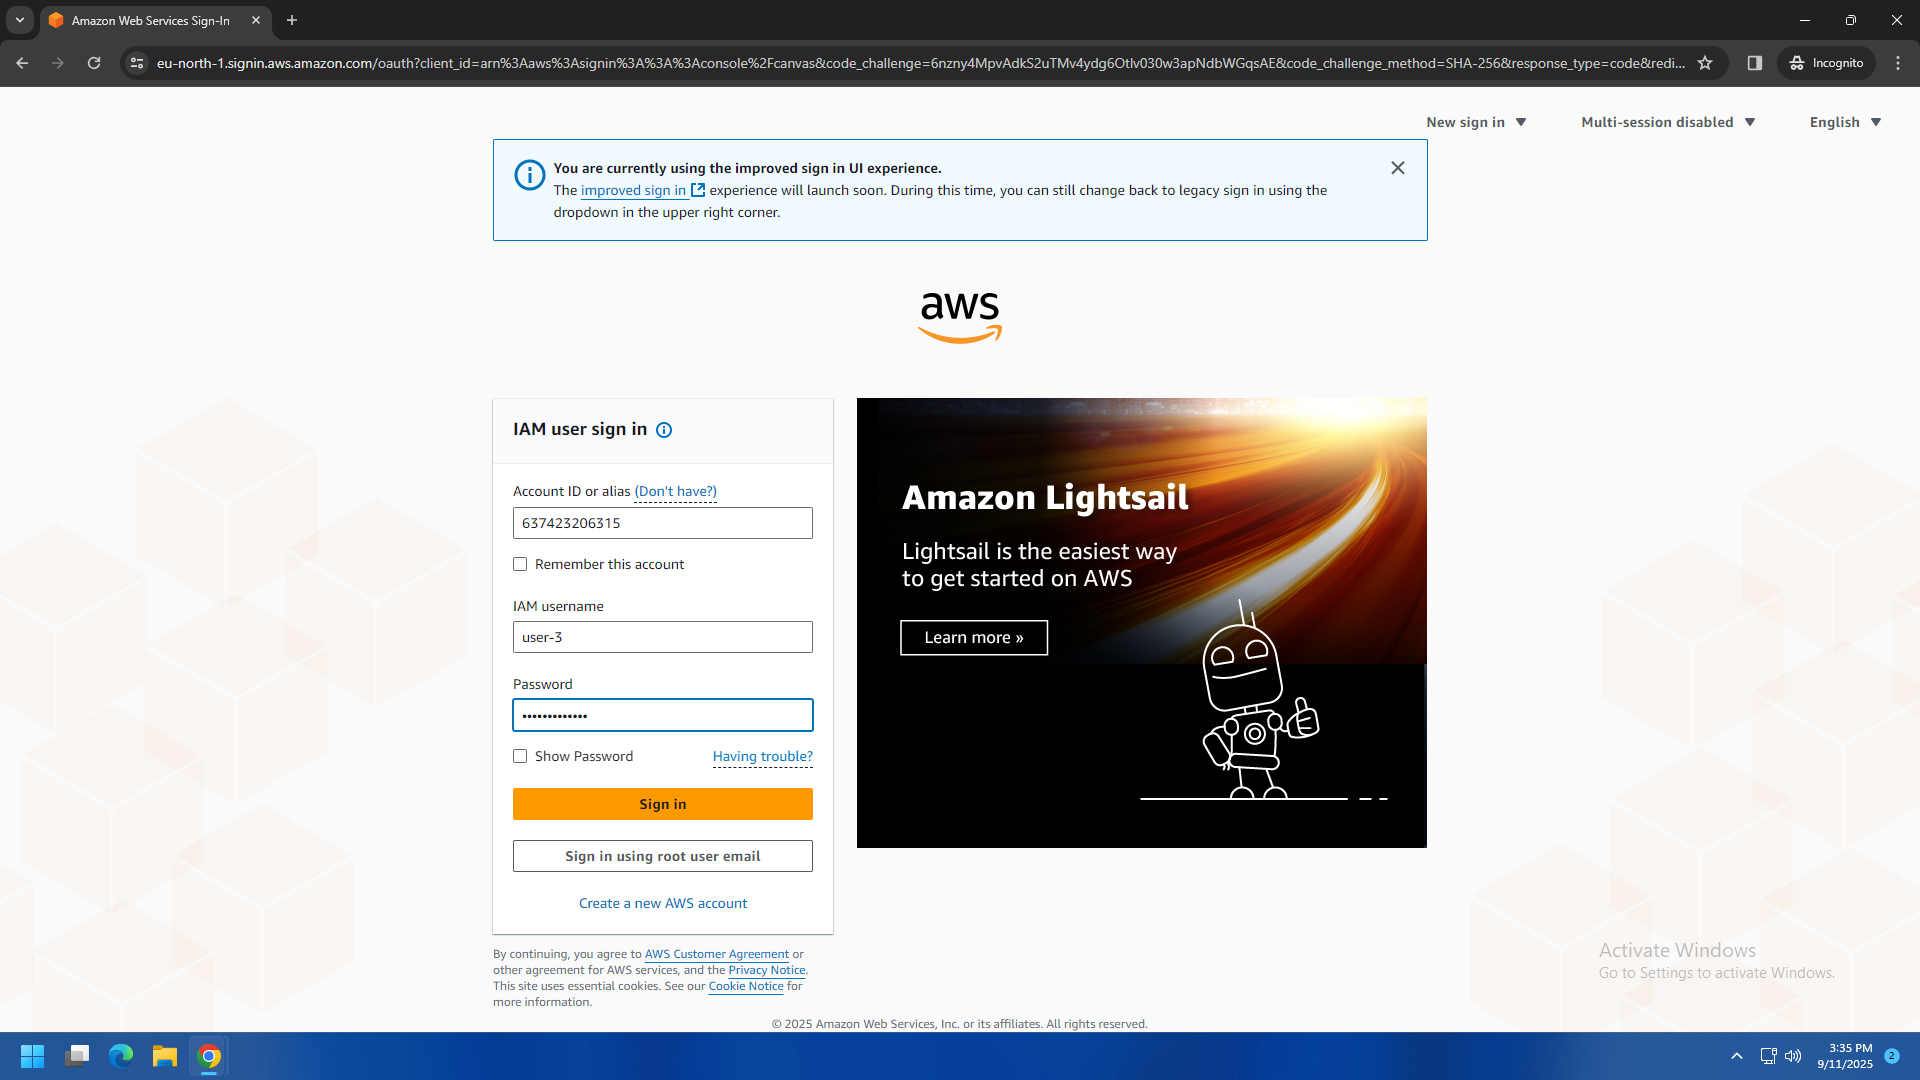 Amazon Web Services Sign-In
eu-north-1.signin.aws.amazon.com/oauth?client_id=arn%3Aaws%3Asignin%3A%3A%3Aconsole%2Fcanvas&code_challenge=6nzny4MpvAdkS2uTMv4ydg6Otlv030w3apNdbWGqsAE&code_challenge_method=SHA-256&response_type=code&redi...
Incognito
New sign in
Multi-session disabled
English
You are currently using the improved sign in UI experience.
The improved sign in experience will launch soon. During this time, you can still change back to legacy sign in using the
dropdown in the upper right corner.
aws
IAM user sign in
Account ID or alias (Don't have?)
637423206315
Remember this account
IAM username
user-3
Password
•••••••••••••
Show Password
Having trouble?
Sign in
Sign in using root user email
Create a new AWS account
By continuing, you agree to AWS Customer Agreement or
other agreement for AWS services, and the Privacy Notice.
This site uses essential cookies. See our Cookie Notice for
more information.
Amazon Lightsail
Lightsail is the easiest way
to get started on AWS
Learn more »
© 2025 Amazon Web Services, Inc. or its affiliates. All rights reserved.
Activate Windows
Go to Settings to activate Windows.
3:35 PM
9/11/2025
2